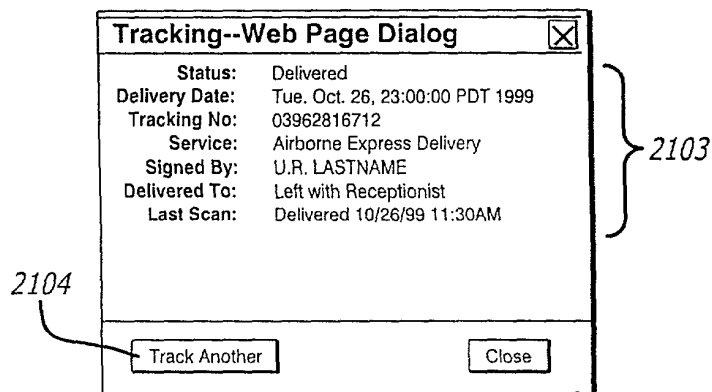 Tracking--Web Page Dialog
Status: Delivered
Delivery Date: Tue. Oct. 26, 23:00:00 PDT 1999
Tracking No: 03962816712
Service: Airborne Express Delivery
Signed By: U.R. LASTNAME
Delivered To: Left with Receptionist
Last Scan: Delivered 10/26/99 11:30AM
2103
2104
Track Another Close